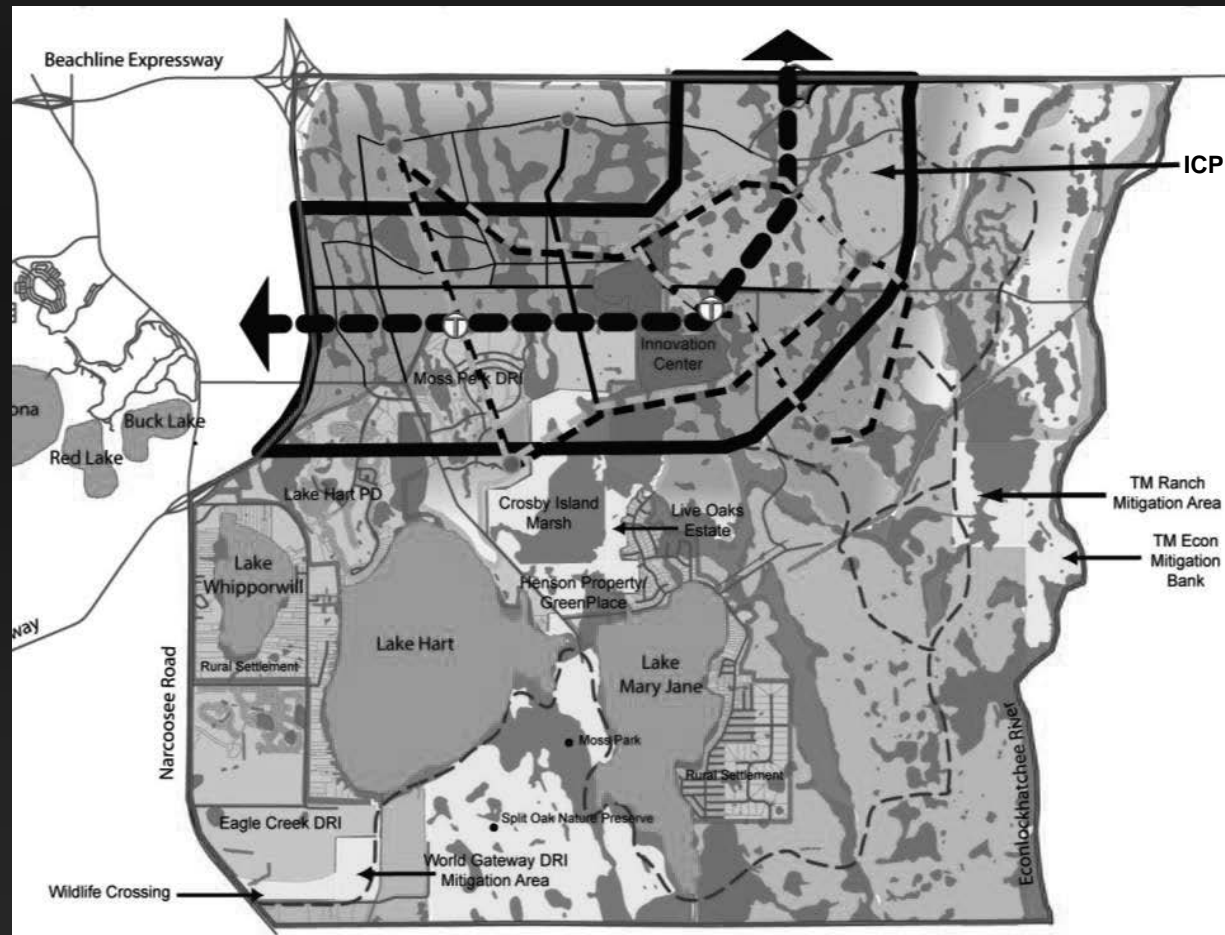 Beachline Expressway
ICP
Innovation
Center
Moss Park DRI
ona
Buck Lake
Red Lake
Lake Hart PD
Crosby Island
Marsh
Live Oaks
Estate
TM Ranch
Mitigation Area
TM Econ
Mitigation
Bank
Lake
Whipporwill
Henson Property/
GreenPlace
way
Lake Hart
Lake
Mary Jane
Rural Settlement
Narcoosee Road
Econlockhatchee River
Moss Park
Rural Settlement
Eagle Creek DRI
Split Oak Nature Preserve
World Gateway DRI
Mitigation Area
Wildlife Crossing
T
T